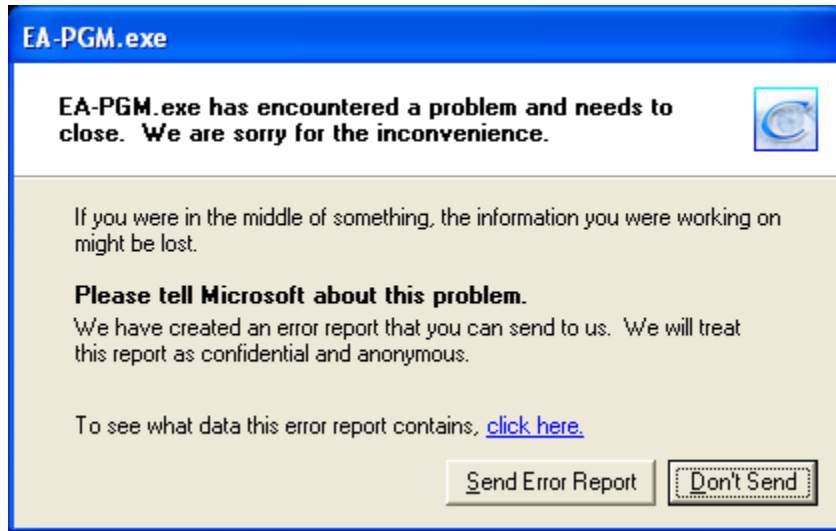 EA-PGM.exe
EA-PGM.exe has encountered a problem and needs to
close.  We are sorry for the inconvenience.
If you were in the middle of something, the information you were working on
might be lost.
Please tell Microsoft about this problem.
We have created an error report that you can send to us.  We will treat
this report as confidential and anonymous.
To see what data this error report contains, click here.
Send Error Report
Don't Send